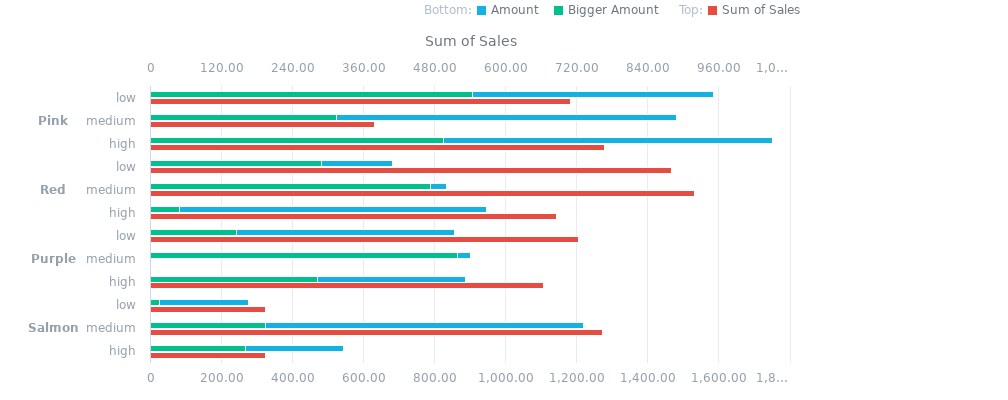 Bottom: Amount Bigger Amount Top: Sum of Sales
Sum of Sales
0 120.00 240.00 360.00 480.00 600.00 720.00 840.00 960.00 1,0...
low
Pink medium
high
low
Red medium
high
low
Purple medium
high
low
Salmon medium
high
0 200.00 400.00 600.00 800.00 1,000.00 1,200.00 1,400.00 1,600.00 1,8...